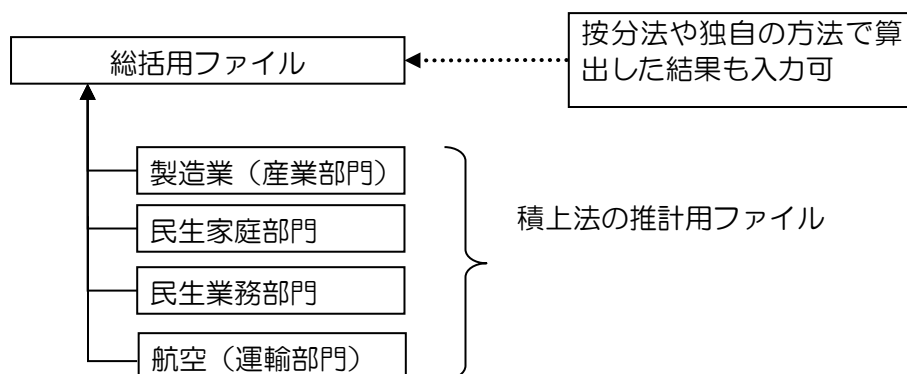 総括用ファイル
按分法や独自の方法で算
出した結果も入力可
製造業（産業部門）
民生家庭部門
積上法の推計用ファイル
民生業務部門
航空（運輸部門）